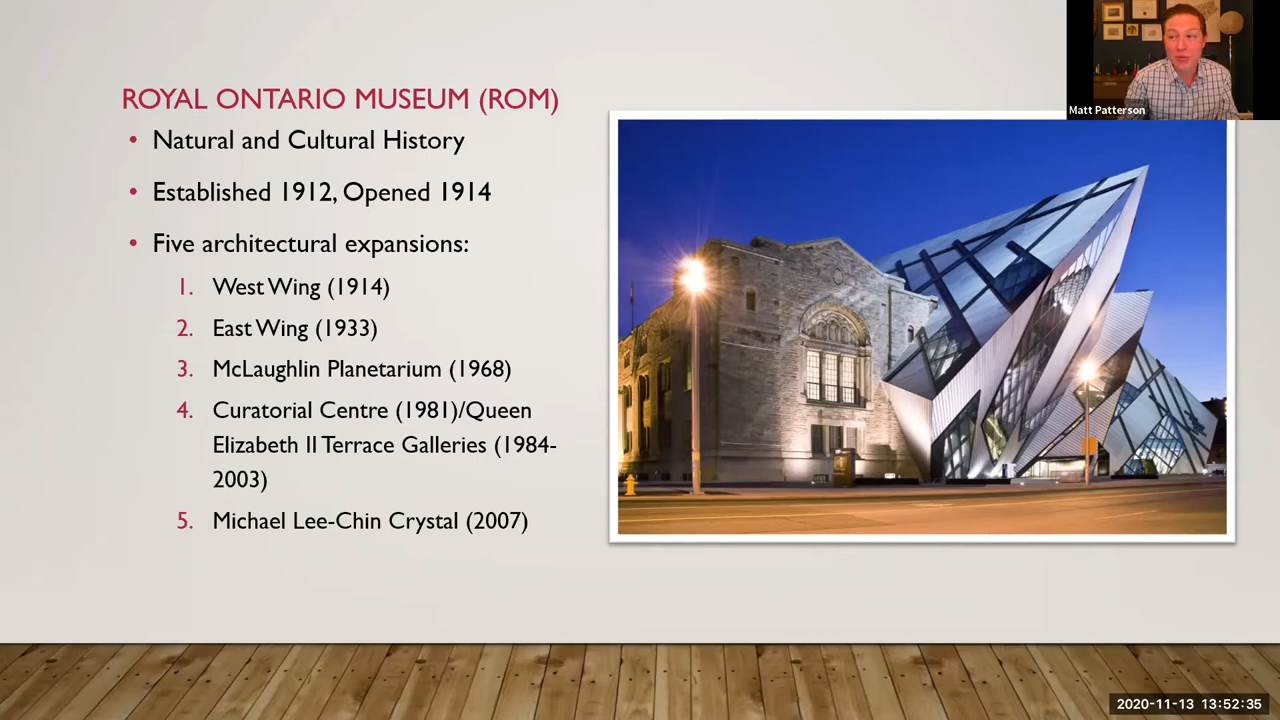 ROYAL ONTARIO MUSEUM (ROM)
• Natural and Cultural History
• Established 1912, Opened 1914
• Five architectural expansions:
1. West Wing (1914)
2. East Wing (1933)
3. McLaughlin Planetarium (1968)
4. Curatorial Centre (1981)/Queen
Elizabeth II Terrace Galleries (1984-
2003)
5. Michael Lee-Chin Crystal (2007)
Matt Patterson
2020-11-13 13:52:35